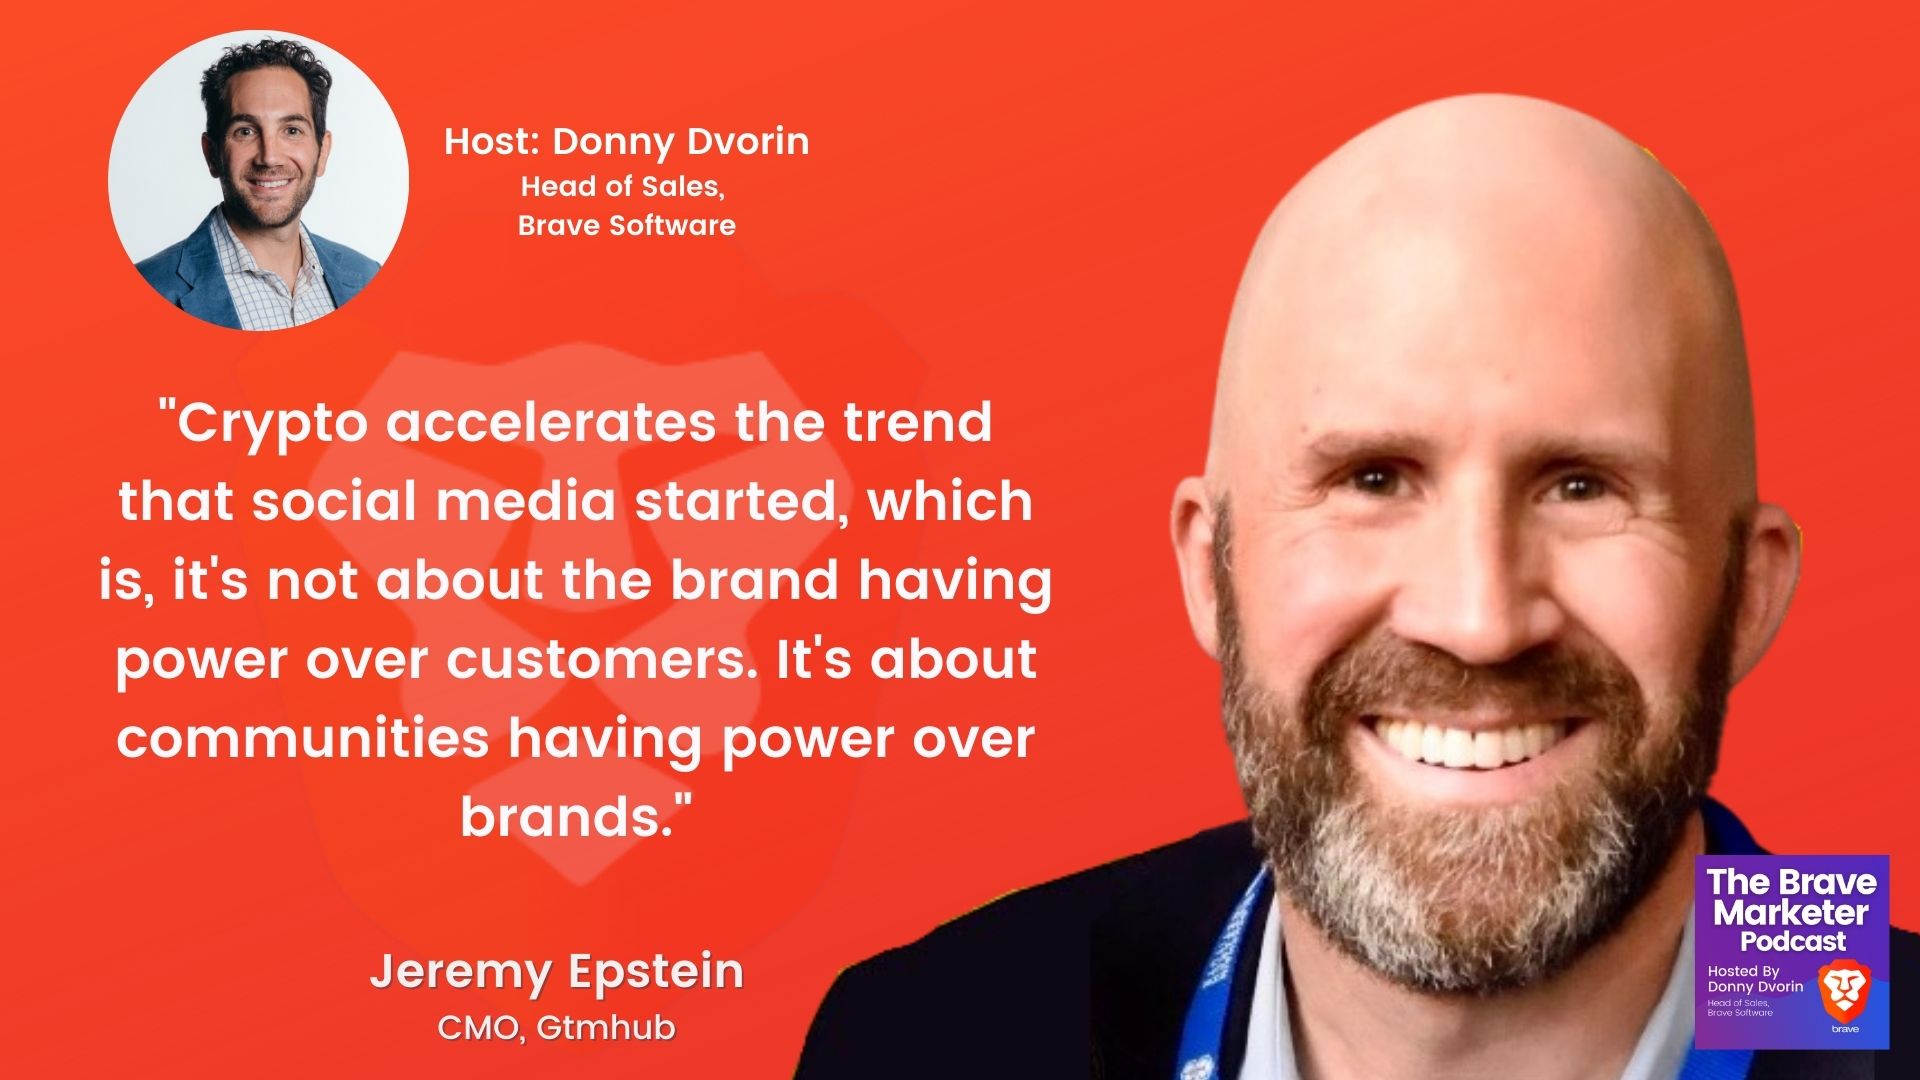 Host: Donny Dvorin
Head of Sales,
Brave Software
"Crypto accelerates the trend
that social media started, which
is, it's not about the brand having
power over customers. It's about
communities having power over
brands."
Jeremy Epstein
CMO, Gtmhub
The Brave
Marketer
Podcast
Hosted By
Donny Dvorin
Head of Sales,
Brave Software
brave